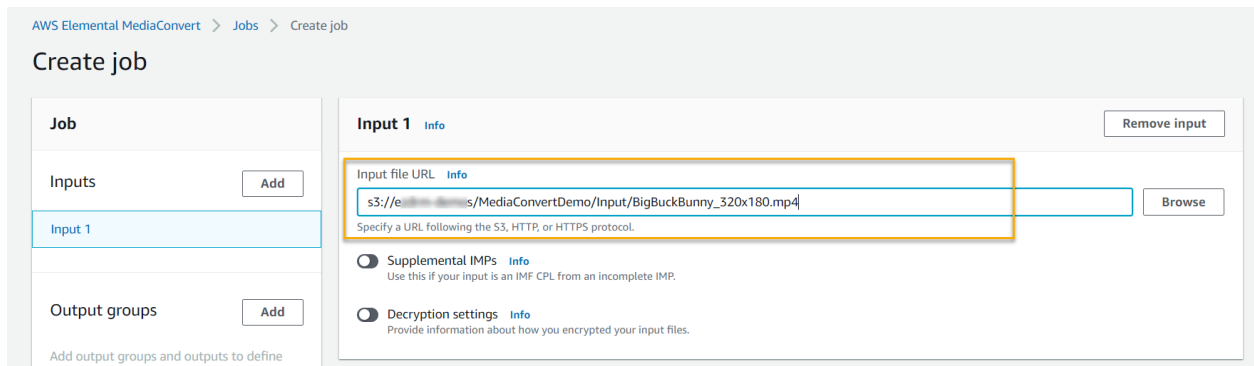 AWS Elemental MediaConvert > Jobs > Create job
Create job
Job
Inputs
Add
Input 1
Output groups
Add
Add output groups and outputs to define
Input 1 Info
Remove input
Input file URL Info
s3://e s/MediaConvertDemo/Input/BigBuckBunny_320x180.mp4
Browse
Specify a URL following the S3, HTTP, or HTTPS protocol.
Supplemental IMPs Info
Use this if your input is an IMF CPL from an incomplete IMP.
Decryption settings Info
Provide information about how you encrypted your input files.